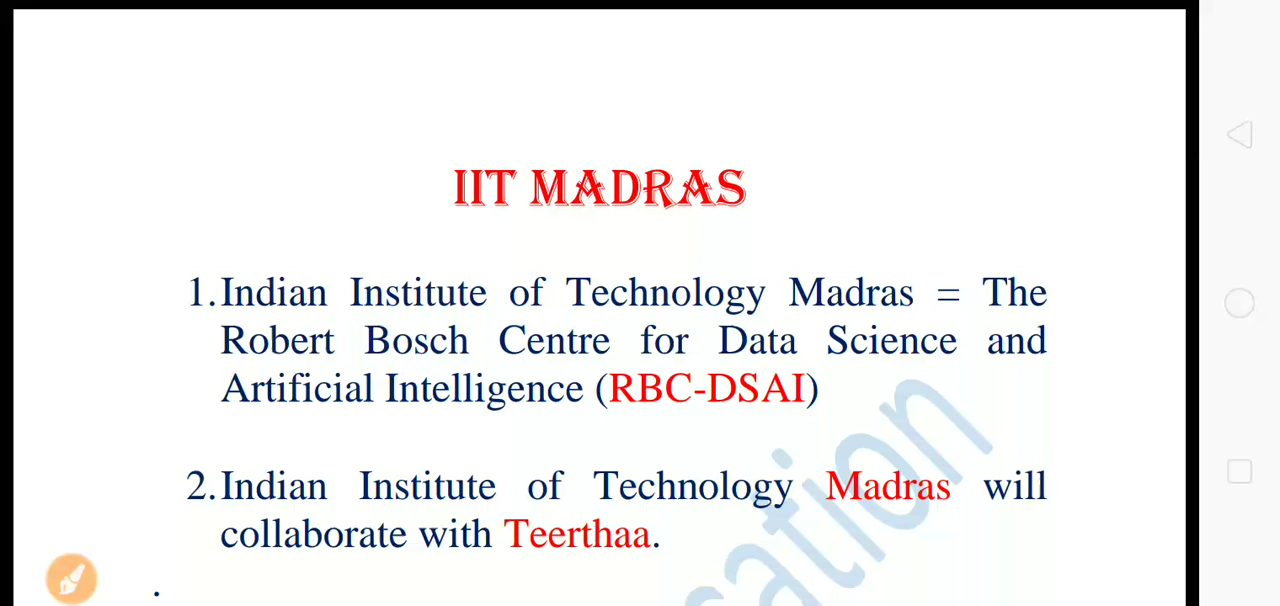 IIT MADRAS
1. Indian Institute of Technology Madras = The
Robert Bosch Centre for Data Science and
Artificial Intelligence (RBC-DSAI)
2. Indian Institute of Technology Madras will
collaborate with Teerthaa.
.